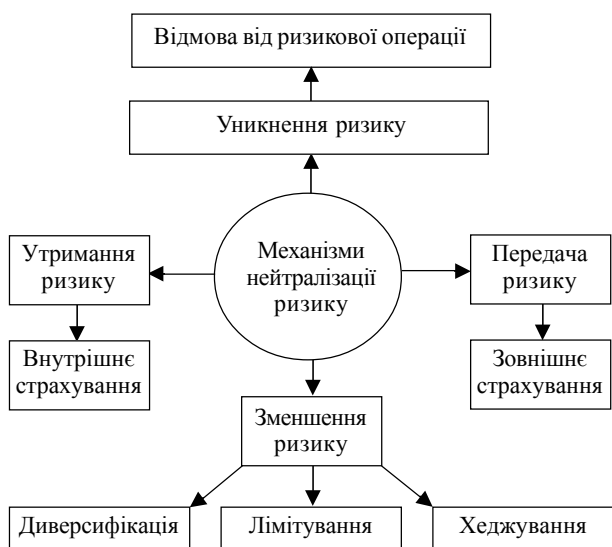 Відмова від ризикової операції
Уникнення ризику
Механізми
нейтралізації
ризику
Утримання
ризику
Передача
ризику
Внутрішнє
страхування
Зовнішнє
страхування
Зменшення
ризику
Диверсифікація
Лімітування
Хеджування